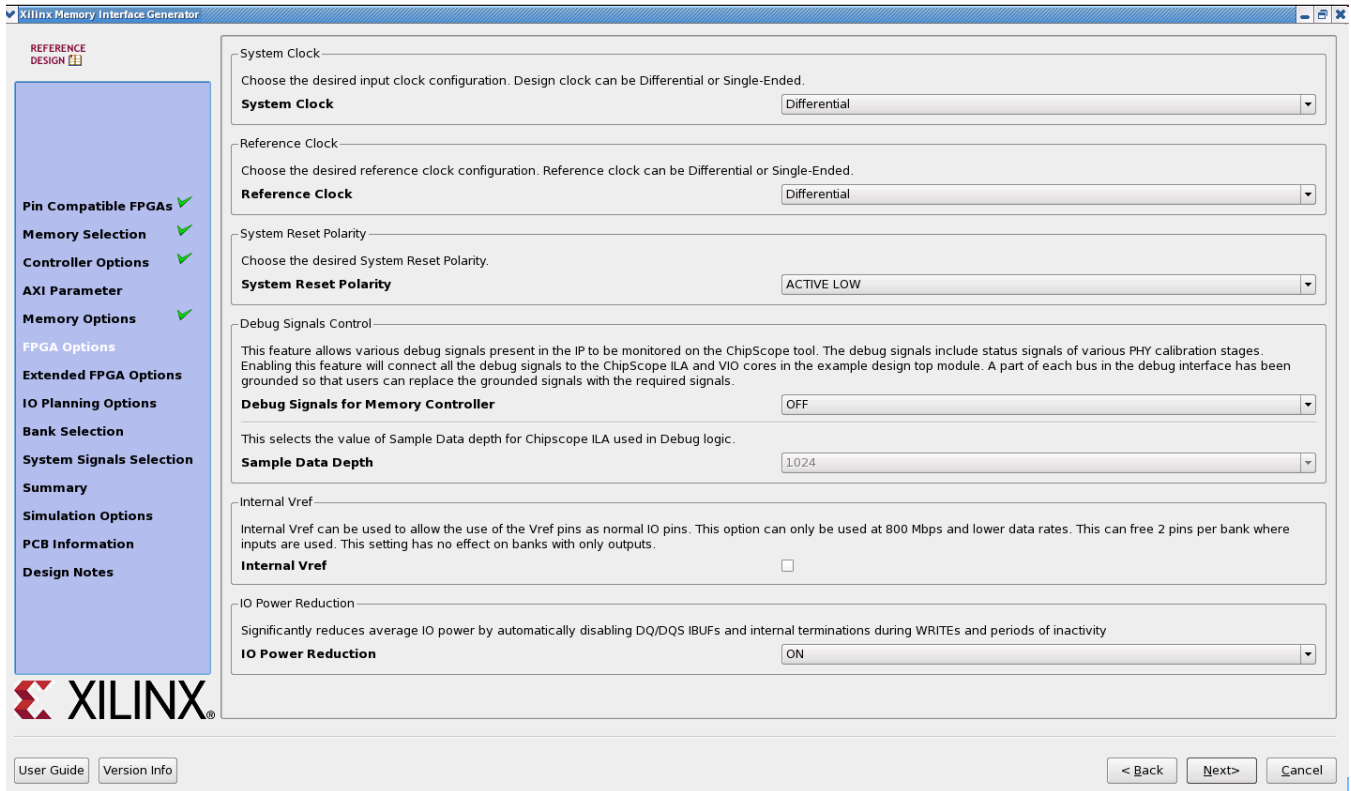 Xilinx Memory Interface Generator
REFERENCE
DESIGN
Pin Compatible FPGAs
Memory Selection
Controller Options
AXI Parameter
Memory Options
FPGA Options
Extended FPGA Options
IO Planning Options
Bank Selection
System Signals Selection
Summary
Simulation Options
PCB Information
Design Notes
XILINX®
System Clock
Choose the desired input clock configuration. Design clock can be Differential or Single-Ended.
System Clock Differential
Reference Clock
Choose the desired reference clock configuration. Reference clock can be Differential or Single-Ended.
Reference Clock Differential
System Reset Polarity
Choose the desired System Reset Polarity.
System Reset Polarity ACTIVE LOW
Debug Signals Control
This feature allows various debug signals present in the IP to be monitored on the ChipScope tool. The debug signals include status signals of various PHY calibration stages.
Enabling this feature will connect all the debug signals to the ChipScope ILA and VIO cores in the example design top module. A part of each bus in the debug interface has been
grounded so that users can replace the grounded signals with the required signals.
Debug Signals for Memory Controller OFF
This selects the value of Sample Data depth for Chipscope ILA used in Debug logic.
Sample Data Depth 1024
Internal Vref
Internal Vref can be used to allow the use of the Vref pins as normal IO pins. This option can only be used at 800 Mbps and lower data rates. This can free 2 pins per bank where
inputs are used. This setting has no effect on banks with only outputs.
Internal Vref
IO Power Reduction
Significantly reduces average IO power by automatically disabling DQ/DQS IBUFs and internal terminations during WRITEs and periods of inactivity
IO Power Reduction ON
User Guide Version Info < Back Next> Cancel